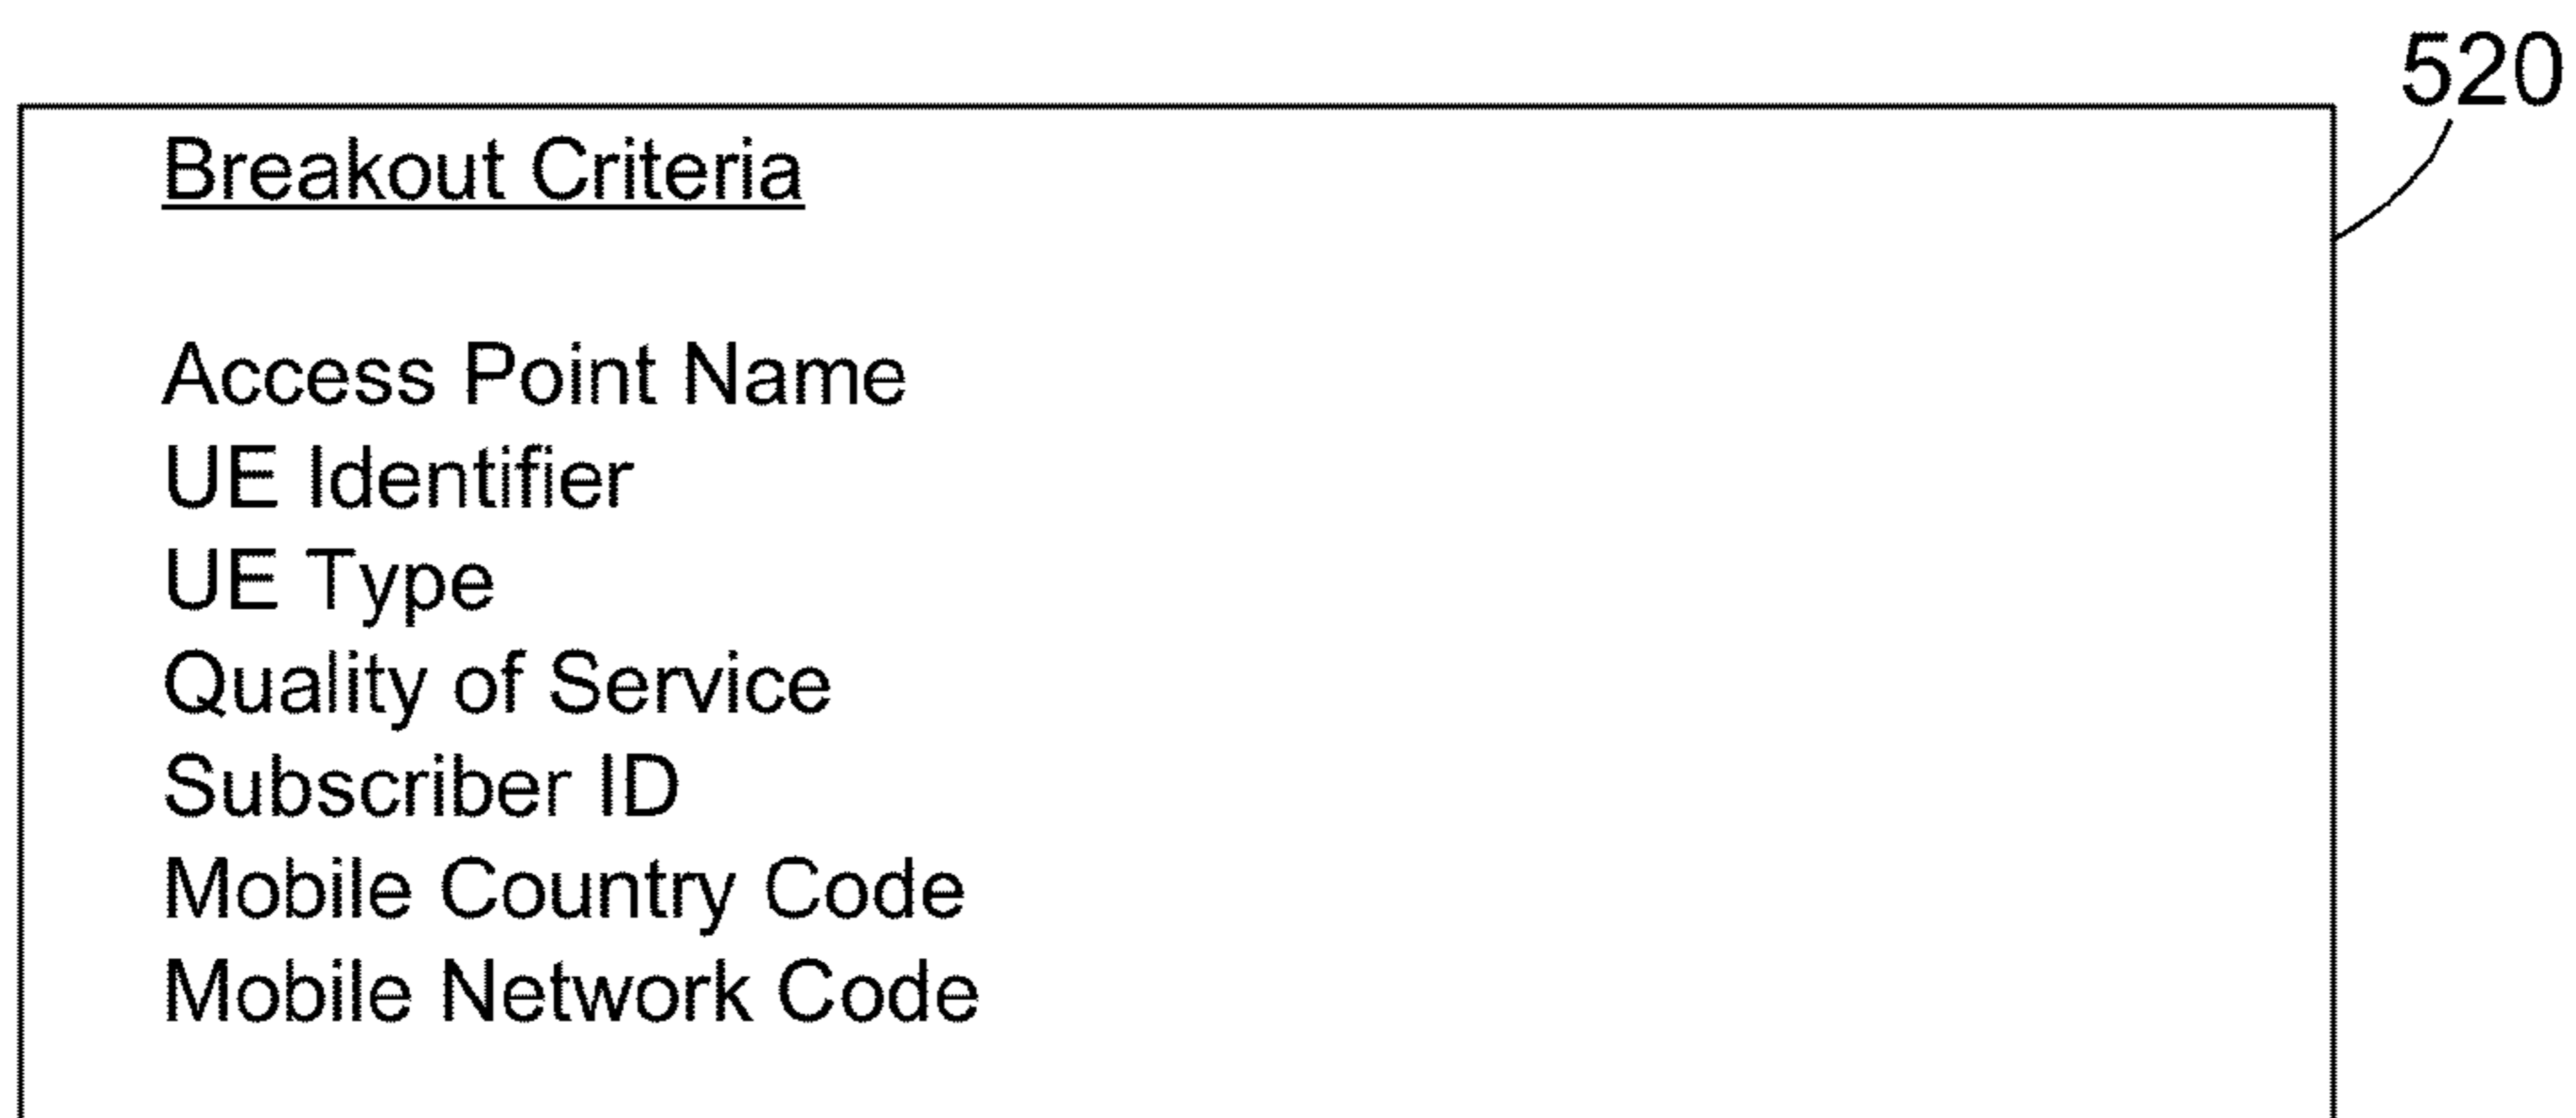 520
Breakout Criteria
Access Point Name
UE Identifier
UE Type
Quality of Service
Subscriber ID
Mobile Country Code
Mobile Network Code